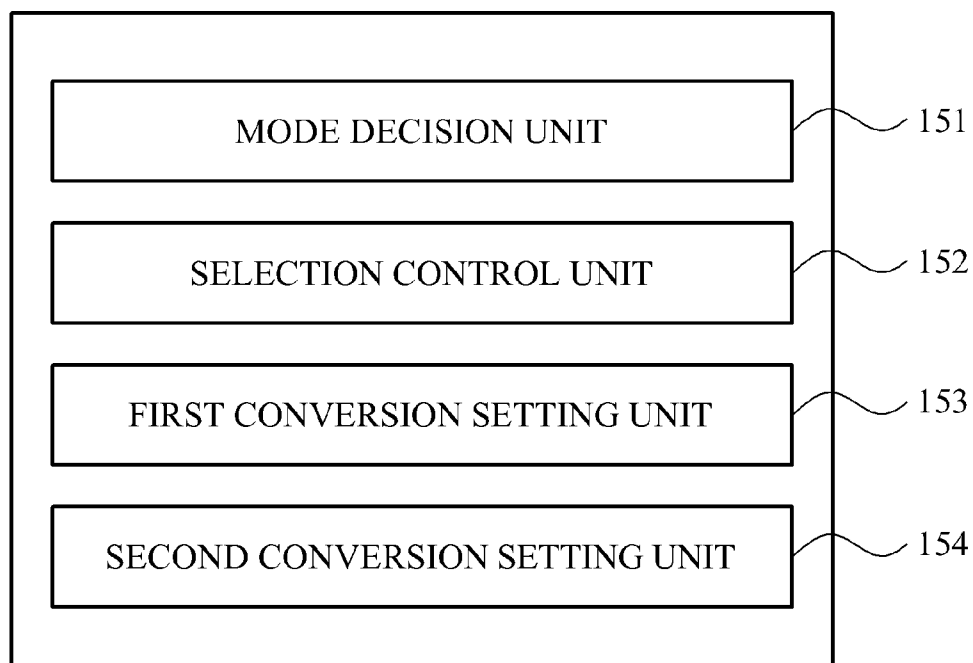 MODE DECISION UNIT 151
SELECTION CONTROL UNIT 152
FIRST CONVERSION SETTING UNIT 153
SECOND CONVERSION SETTING UNIT 154